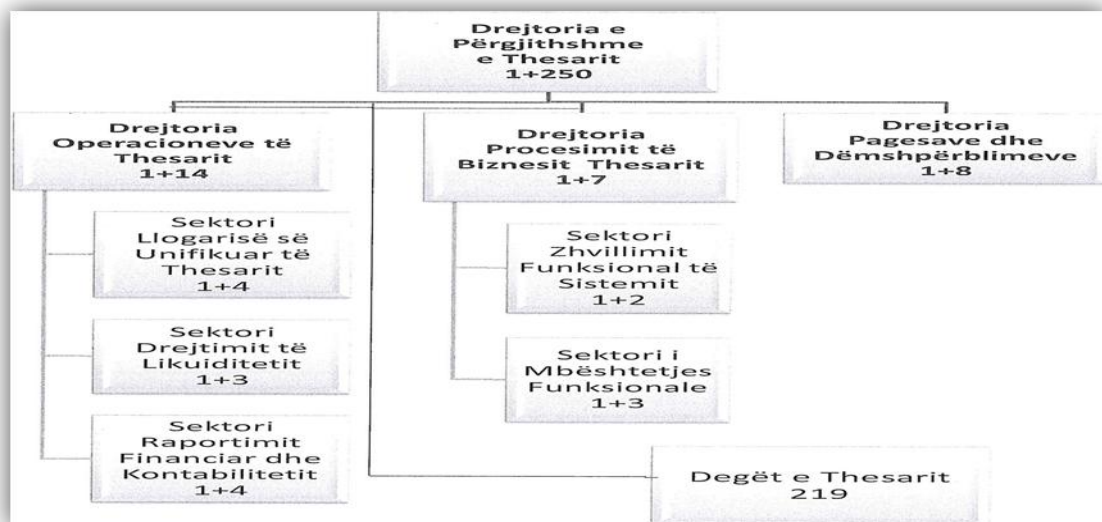 Drejtoria e
Përgjithshme
e Thesarit
1+250
Drejtoria
Operacioneve të
Thesarit
1+14
Drejtoria
Procesimit të
Biznesit Thesarit
1+7
Drejtoria
Pagesave dhe
Dëmshpërblimeve
1+8
Sektori
Llogarisë së
Unifikuar të
Thesarit
1+4
Sektori
Drejtimit të
Likuiditetit
1+3
Sektori
Raportimit
Financiar dhe
Kontabilitetit
1+4
Sektori
Zhvillimit
Funksional të
Sistemit
1+2
Sektori i
Mbështetjes
Funksionale
1+3
Degët e Thesarit
219